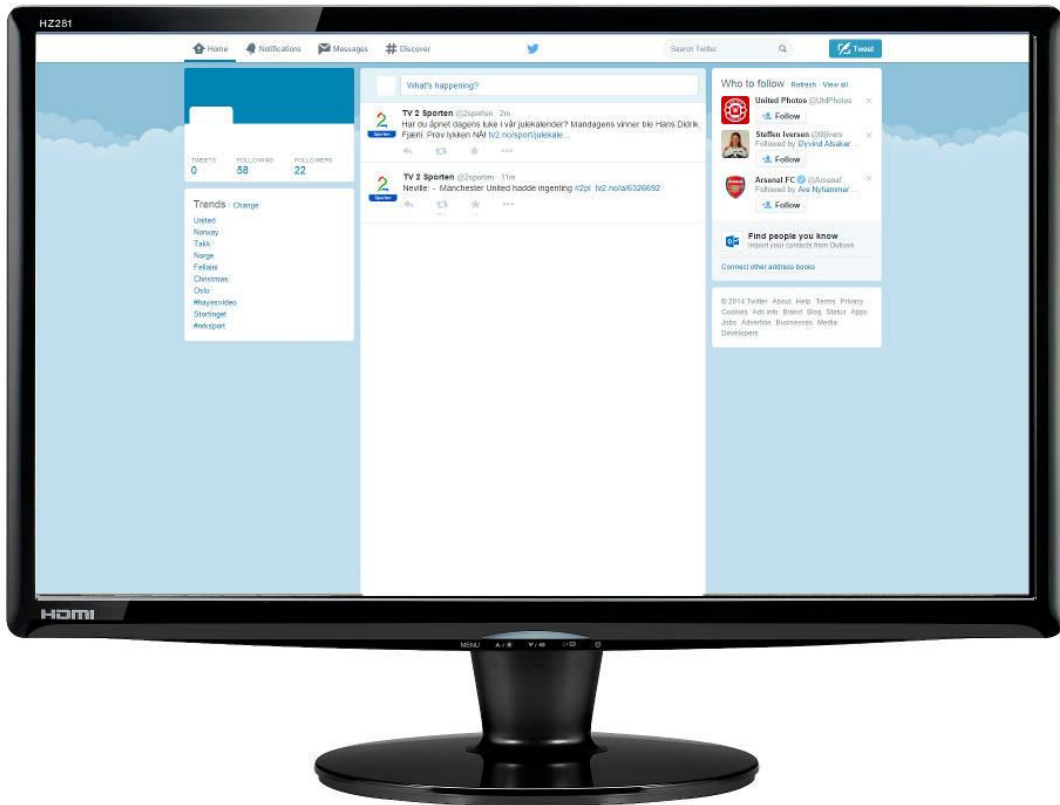 HZ281
Home Notifications Messages # Discover Search Twitter Tweet
TWEETS FOLLOWING FOLLOWERS
0 58 22
Trends · Change
United
Norway
Takk
Norge
Fellaini
Christmas
Oslo
#hayesvideo
Stortinget
#nrksport
What's happening?
TV 2 Sporten @2sporten · 2m
Har du åpnet dagens luke i vår julekalender? Mandagens vinner ble Hans Didrik
Fjærli. Prøv lykken NÅ! tv2.no/sport/julekale...
TV 2 Sporten @2sporten · 11m
Neville: - Manchester United hadde ingenting #2pl tv2.no/a/6326692
Who to follow · Refresh · View all
United Photos @UtdPhotos
Follow
Steffen Iversen
Followed by Øyvind Alsaker ...
Follow
Arsenal FC @Arsenal
Followed by Are Nyhammer ...
Follow
Find people you know
Import your contacts from Outlook
Connect other address books
© 2014 Twitter About Help Terms Privacy
Cookies Ads info Brand Blog Status Apps
Jobs Advertise Businesses Media
Developers
HDMI
MENU